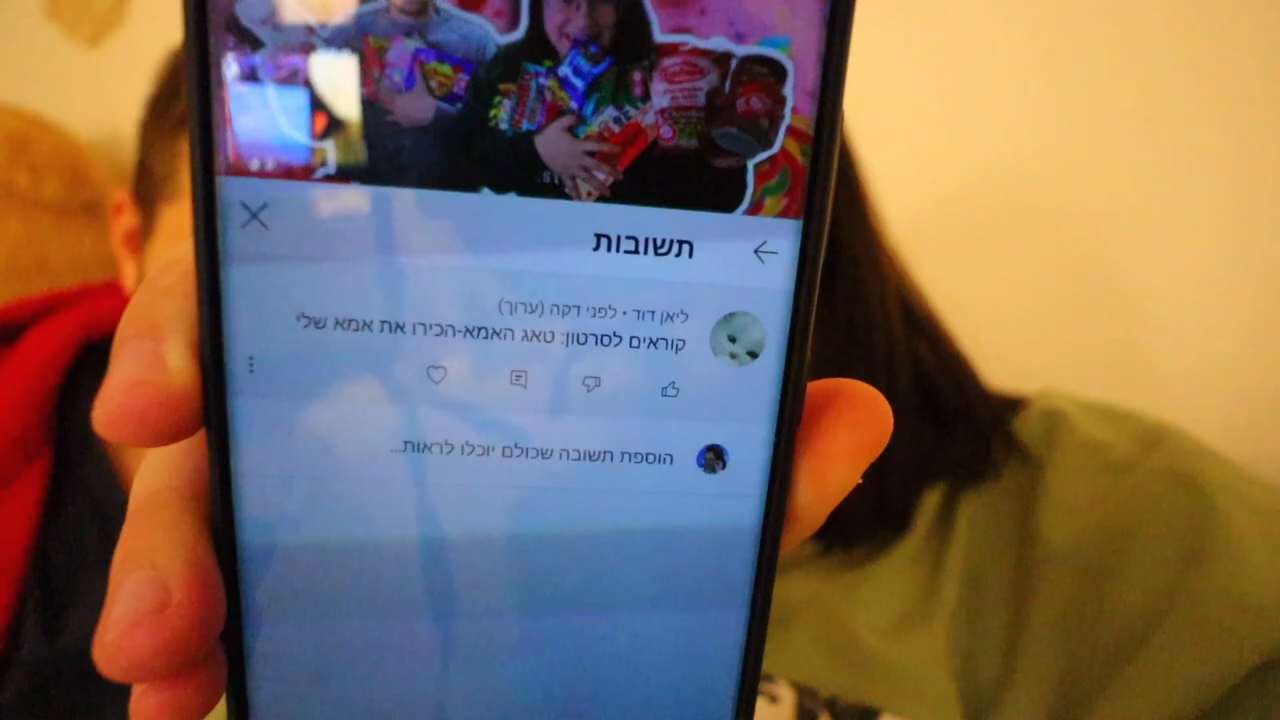 תשובות
ליאן דוד • לפני דקה (ערוך)
קוראים לסרטון: טאג האמא-הכירו את אמא שלי
הוספת תשובה שכולם יוכלו לראות...